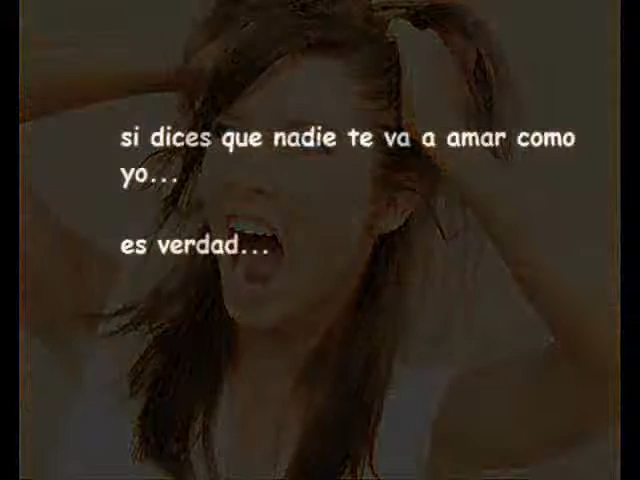 si dices que nadie te va a amar como
yo...
es verdad...